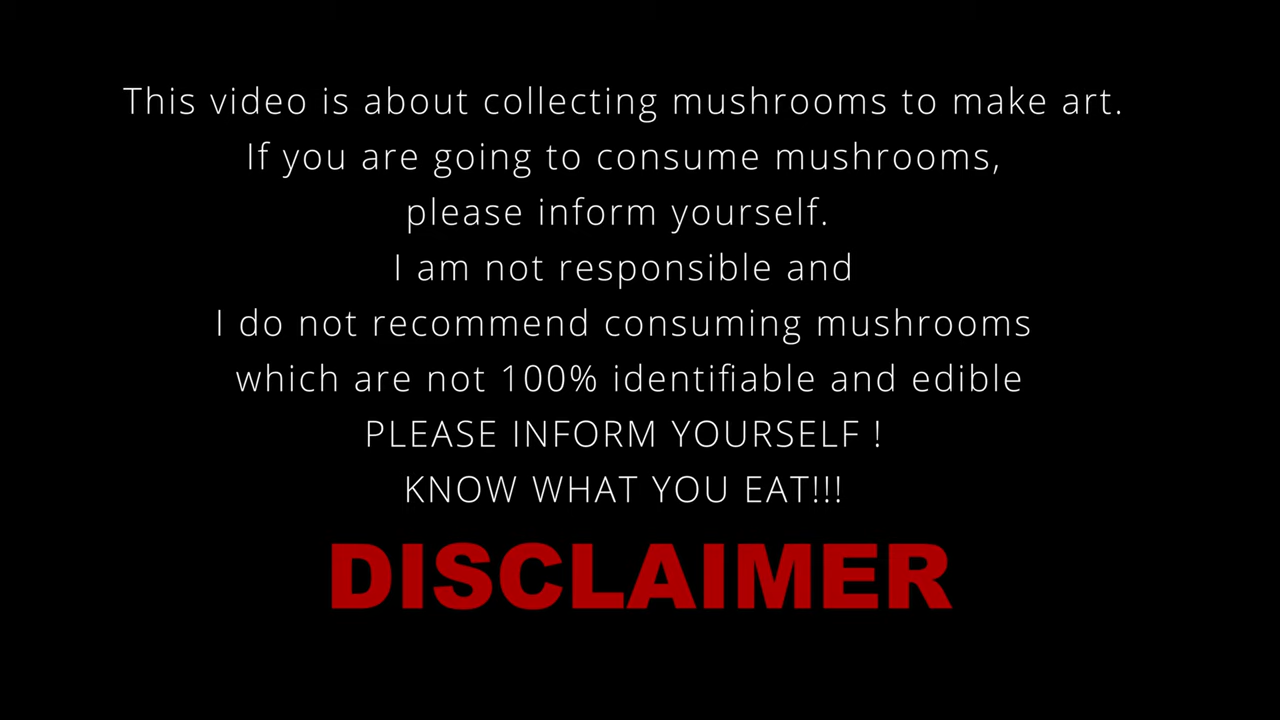 This video is about collecting mushrooms to make art.
If you are going to consume mushrooms,
please inform yourself.
I am not responsible and
I do not recommend consuming mushrooms
which are not 100% identifiable and edible
PLEASE INFORM YOURSELF !
KNOW WHAT YOU EAT!!!
DISCLAIMER